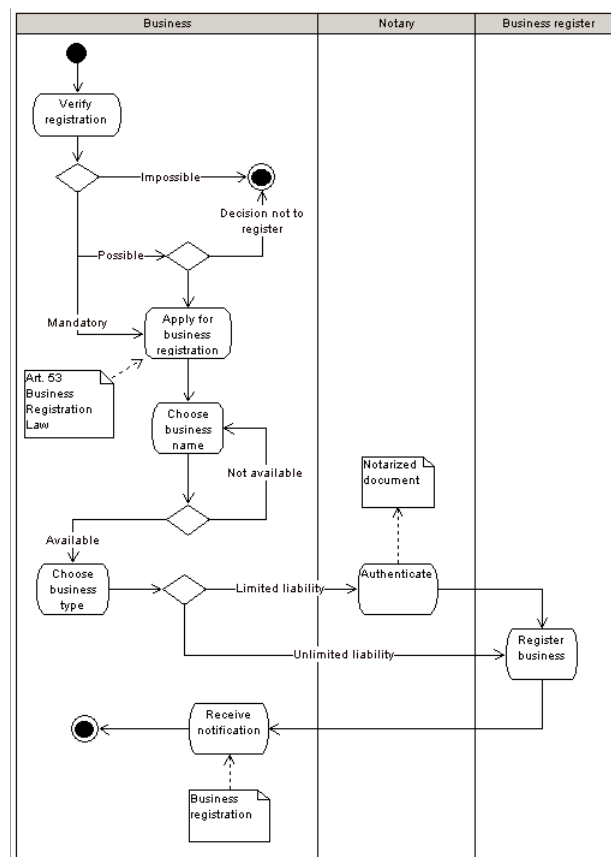 Business
Notary
Business register
Verify
registration
Impossible
Decision not to
register
Possible
Mandatory
Apply for
business
registration
Art. 53
Business
Registration
Law
Choose
business
name
Not available
Notarized
document
Available
Choose
business
type
Limited liability
Authenticate
Unlimited liability
Register
business
Receive
notification
Business
registration